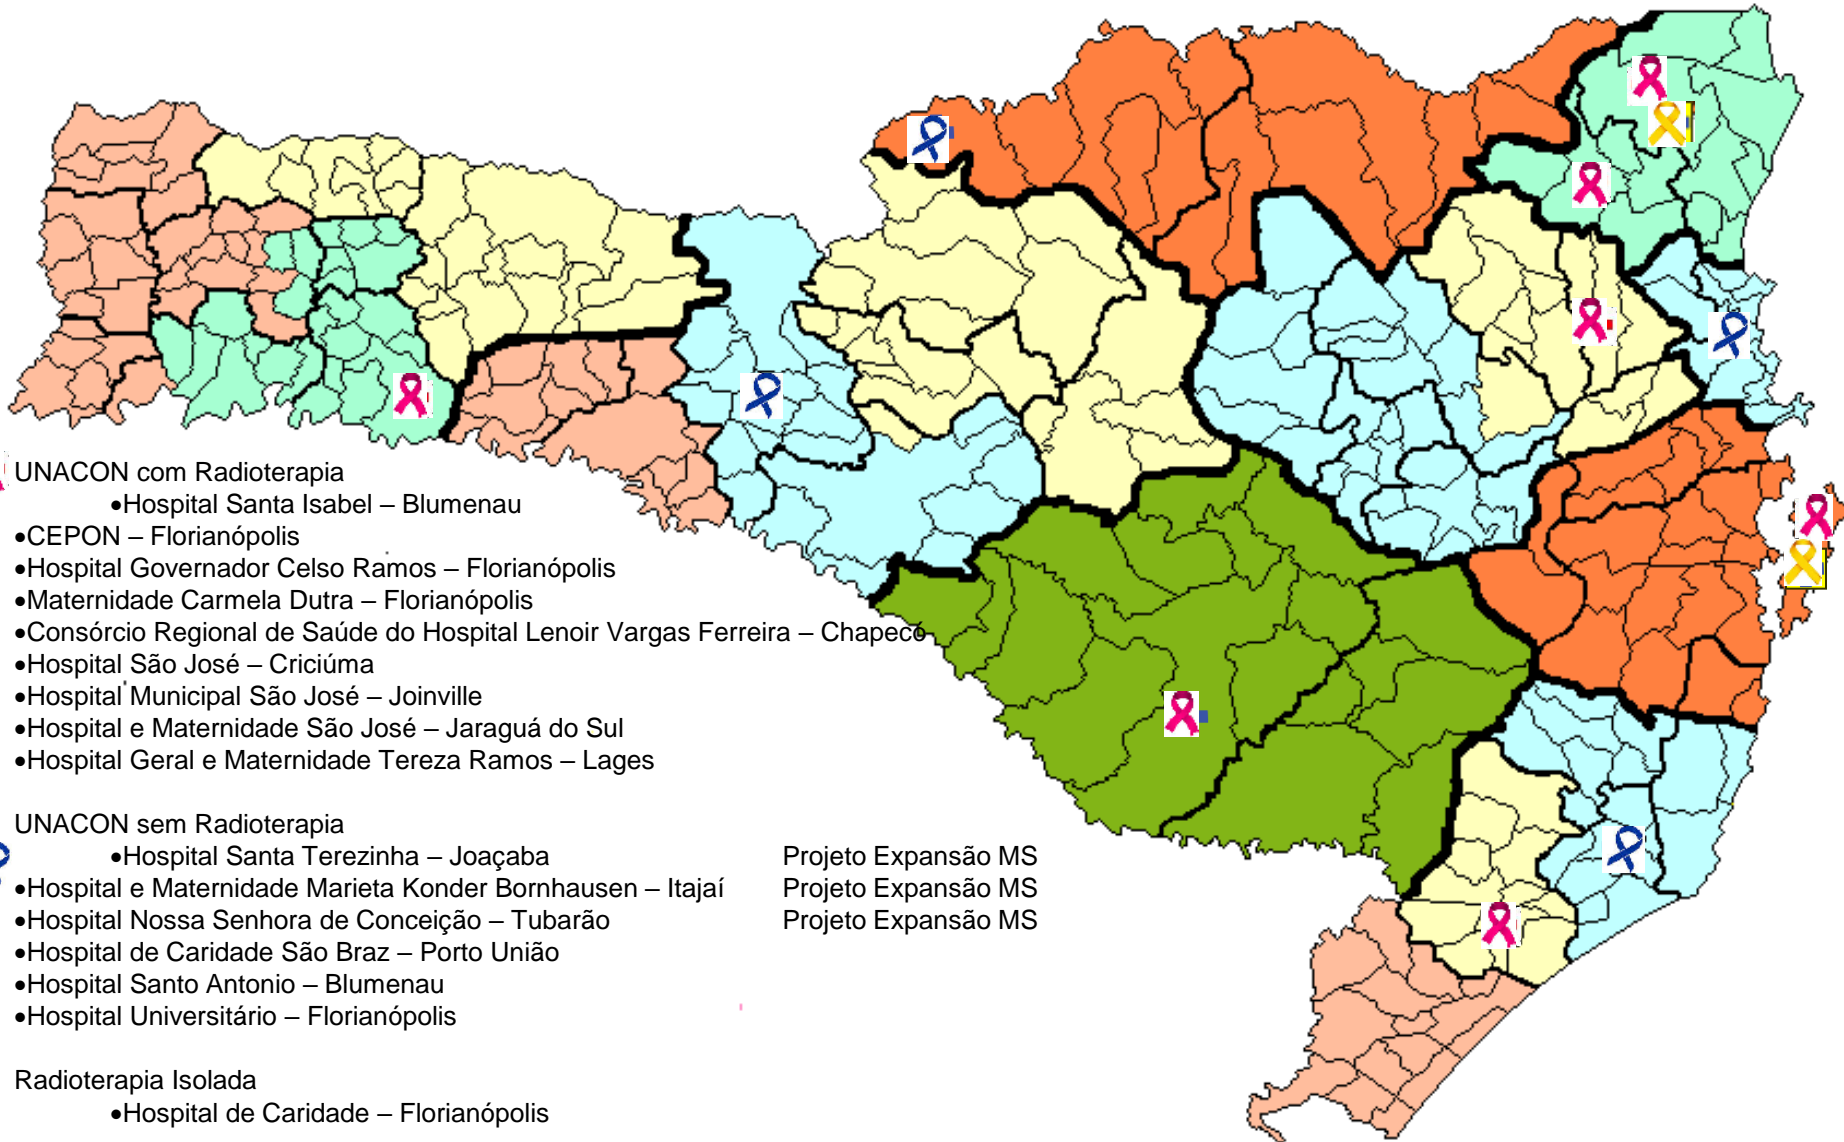 UNACON com Radioterapia
•Hospital Santa Isabel – Blumenau
•CEPON – Florianópolis
•Hospital Governador Celso Ramos – Florianópolis
•Maternidade Carmela Dutra – Florianópolis
•Consórcio Regional de Saúde do Hospital Lenoir Vargas Ferreira – Chapecó
•Hospital São José – Criciúma
•Hospital Municipal São José – Joinville
•Hospital e Maternidade São José – Jaraguá do Sul
•Hospital Geral e Maternidade Tereza Ramos – Lages
UNACON sem Radioterapia
•Hospital Santa Terezinha – Joaçaba Projeto Expansão MS
•Hospital e Maternidade Marieta Konder Bornhausen – Itajaí Projeto Expansão MS
•Hospital Nossa Senhora de Conceição – Tubarão Projeto Expansão MS
•Hospital de Caridade São Braz – Porto União
•Hospital Santo Antonio – Blumenau
•Hospital Universitário – Florianópolis
Radioterapia Isolada
•Hospital de Caridade – Florianópolis